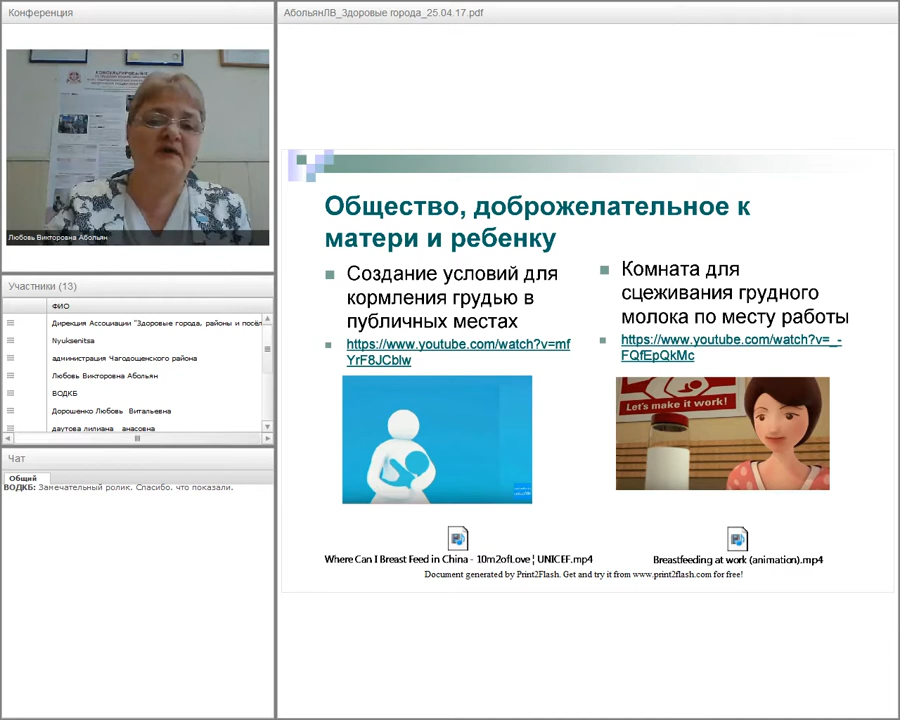 Конференция
АбольянЛВ_Здоровые города_25.04.17.pdf
КОНСУЛЬТИРОВАНИЕ
Любовь Викторовна Абольян
Участники (13)
ФИО
Дирекция Ассоциации "Здоровые города, районы и посёл
Nyuksenitsa
администрация Чагодощенского района
Любовь Викторовна Абольян
ВОДКБ
Дорошенко Любовь Витальевна
даутова лилиана анасовна
Чат
Общий
ВОДКБ: Замечательный ролик. Спасибо. что показали.
Общество, доброжелательное к
матери и ребенку
Создание условий для
кормления грудью в
публичных местах
https://www.youtube.com/watch?v=mf
YrF8JCblw
Комната для
сцеживания грудного
молока по месту работы
https://www.youtube.com/watch?v=_-
FQfEpQkMc
Let's make it work!
Where Can I Breast Feed in China - 10m2ofLove ¦ UNICEF.mp4
Breastfeeding at work (animation).mp4
Document generated by Print2Flash. Get and try it from www.print2flash.com for free!